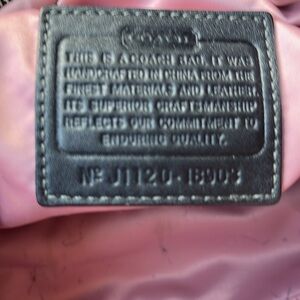 COACH
THIS IS A COACH BAG. IT WAS
HANDCRAFTED IN CHINA FROM THE
FINEST MATERIALS AND LEATHER.
ITS SUPERIOR CRAFTSMANSHIP
REFLECTS OUR COMMITMENT TO
ENDURING QUALITY.
Nº J1120-18903